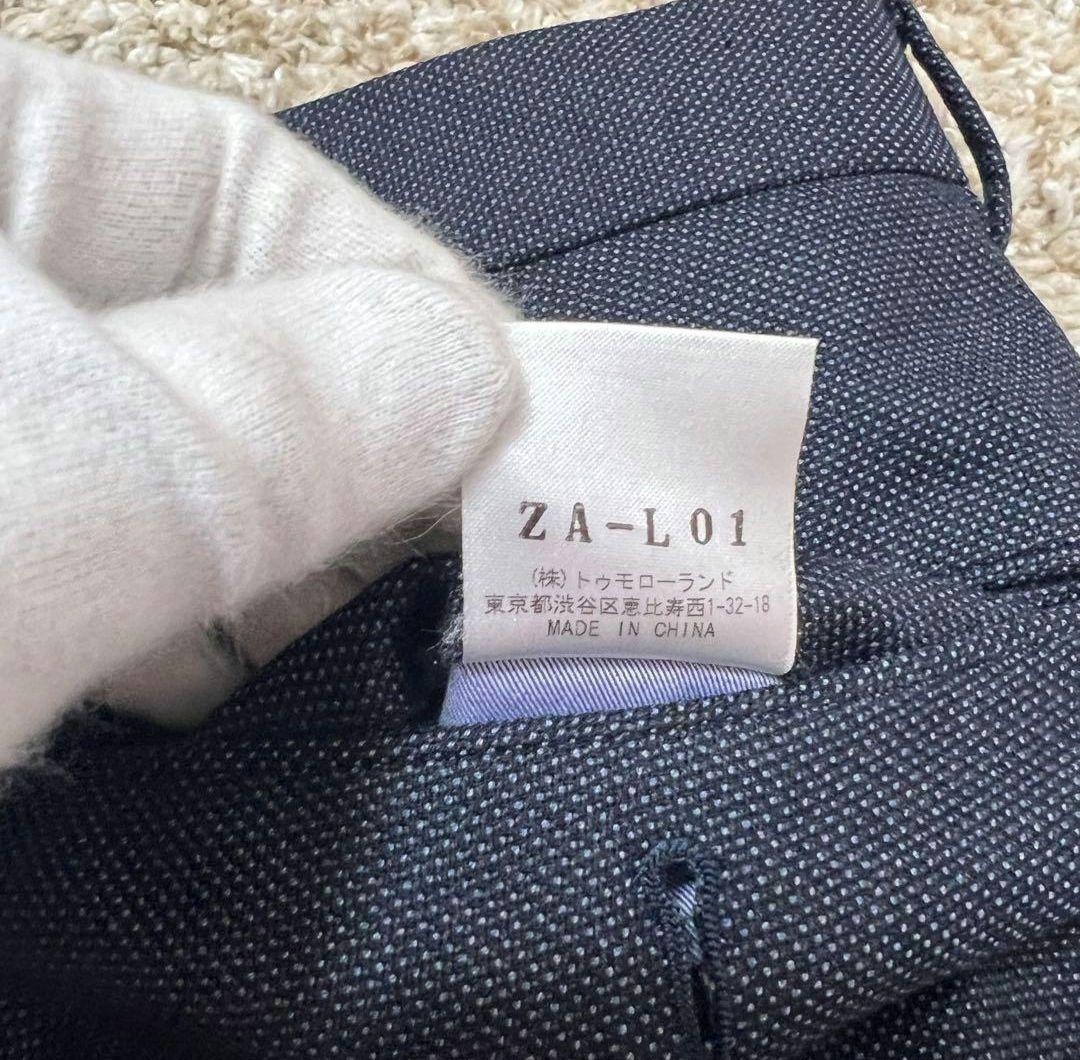 ZA-L01
(株)トゥモローランド
東京都渋谷区恵比寿西1-32-18
MADE IN CHINA